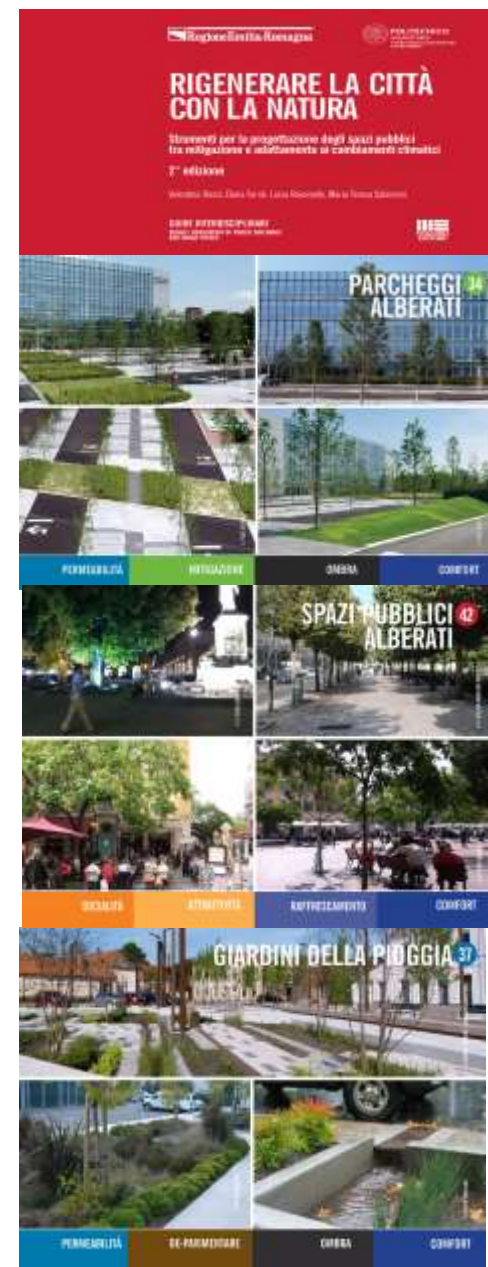 Regione Emilia-Romagna
POLITECNICO
RIGENERARE LA CITTÀ
CON LA NATURA
Strumenti per la progettazione degli spazi pubblici
tra mitigazione e adattamento ai cambiamenti climatici
2° edizione
PARCHEGGI 34
ALBERATI
PERMEABILITÀ MITIGAZIONE OMBRA COMFORT
SPAZI PUBBLICI 42
ALBERATI
SOCIALITÀ ATTRATTIVITÀ RAFFRESCAMENTO COMFORT
GIARDINI DELLA PIOGGIA 37
PERMEABILITÀ DE-PAVIMENTARE OMBRA COMFORT